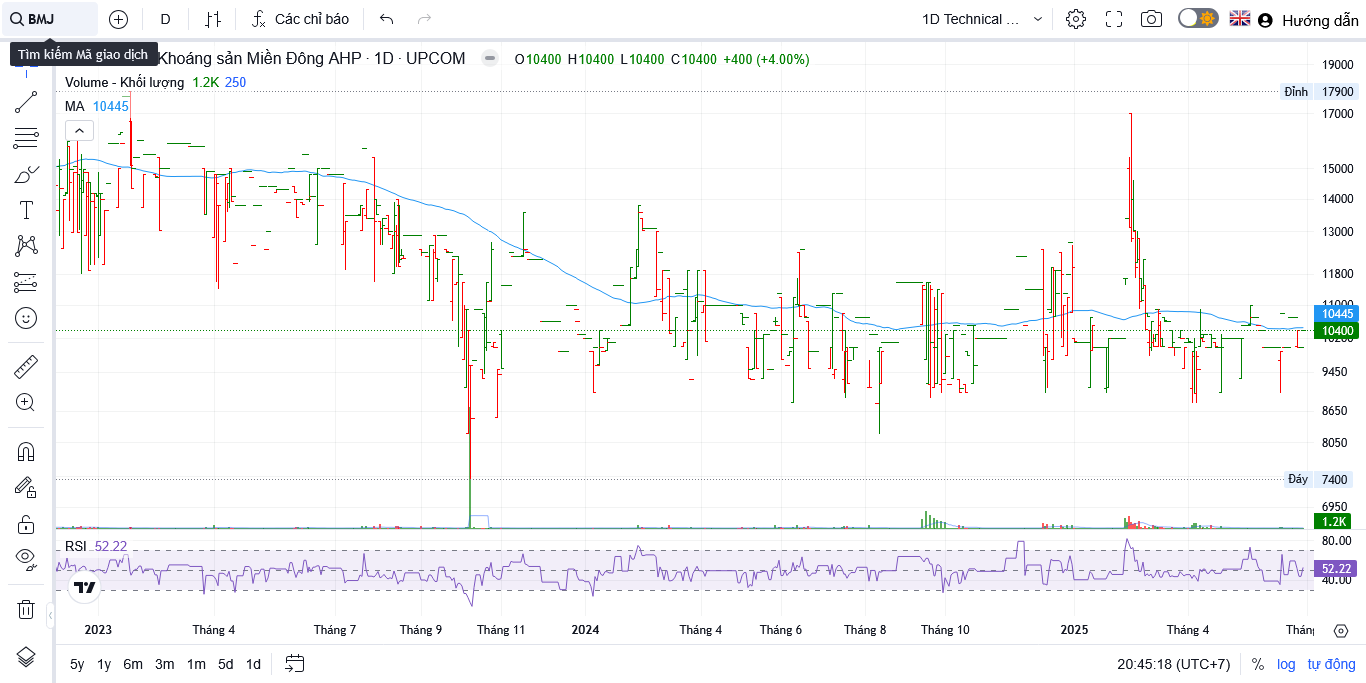 BMJ D Các chỉ báo 1D Technical ... Hướng dẫn
Tìm kiếm Mã giao dịch
Khoáng sản Miền Đông AHP · 1D · UPCOM O10400 H10400 L10400 C10400 +400 (+4.00%)
Volume - Khối lượng 1.2K 250
MA 10445
19000
Đỉnh 17900
17000
15000
14000
13000
11800
11000
10445
10400
10200
9450
8650
8050
Đáy 7400
6950
1.2K
RSI 52.22
80.00
52.22
40.00
2023 Tháng 4 Tháng 7 Tháng 9 Tháng 11 2024 Tháng 4 Tháng 6 Tháng 8 Tháng 10 2025 Tháng 4 Thán
5y 1y 6m 3m 1m 5d 1d 20:45:18 (UTC+7) % log tự động